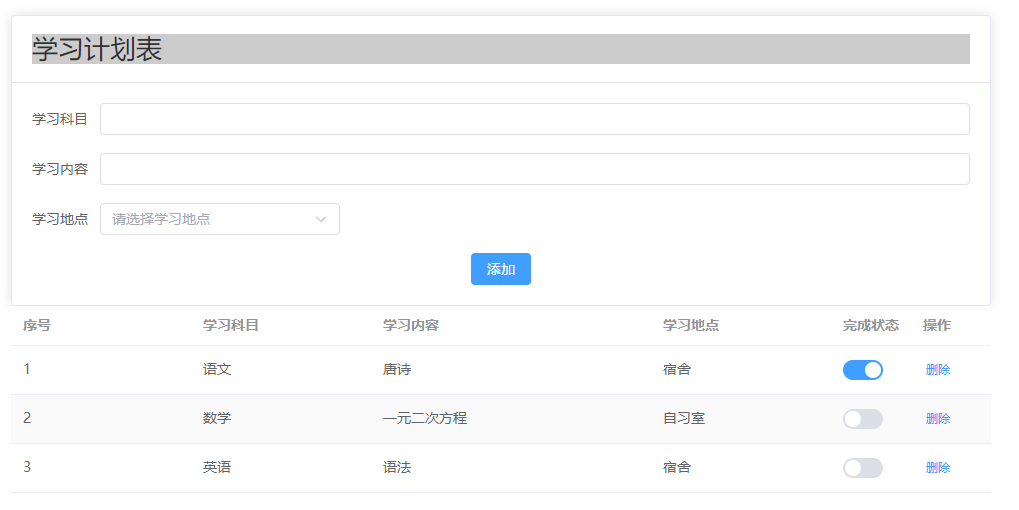 学习计划表
学习科目
学习内容
学习地点 请选择学习地点
添加
序号 学习科目 学习内容 学习地点 完成状态 操作
1 语文 唐诗 宿舍 删除
2 数学 一元二次方程 自习室 删除
3 英语 语法 宿舍 删除